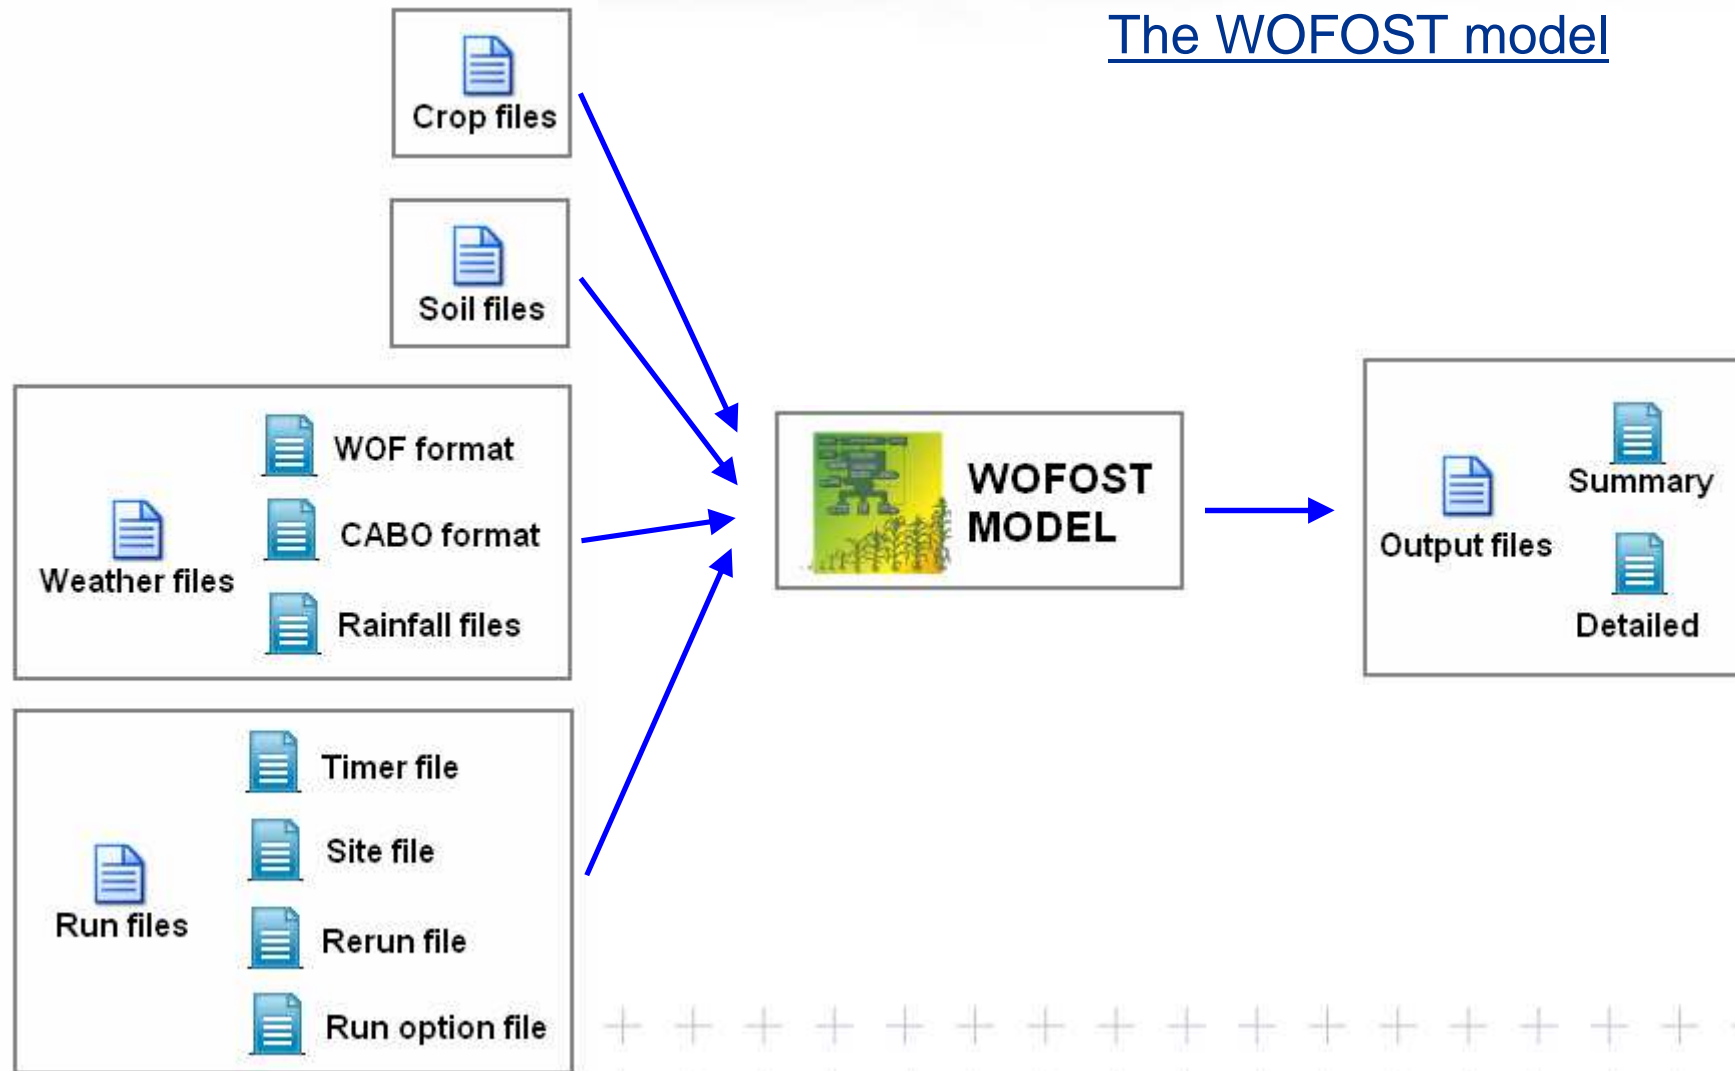 The WOFOST model
Crop files
Soil files
Weather files
WOF format
CABO format
Rainfall files
Run files
Timer file
Site file
Rerun file
Run option file
WOFOST
MODEL
Output files
Summary
Detailed